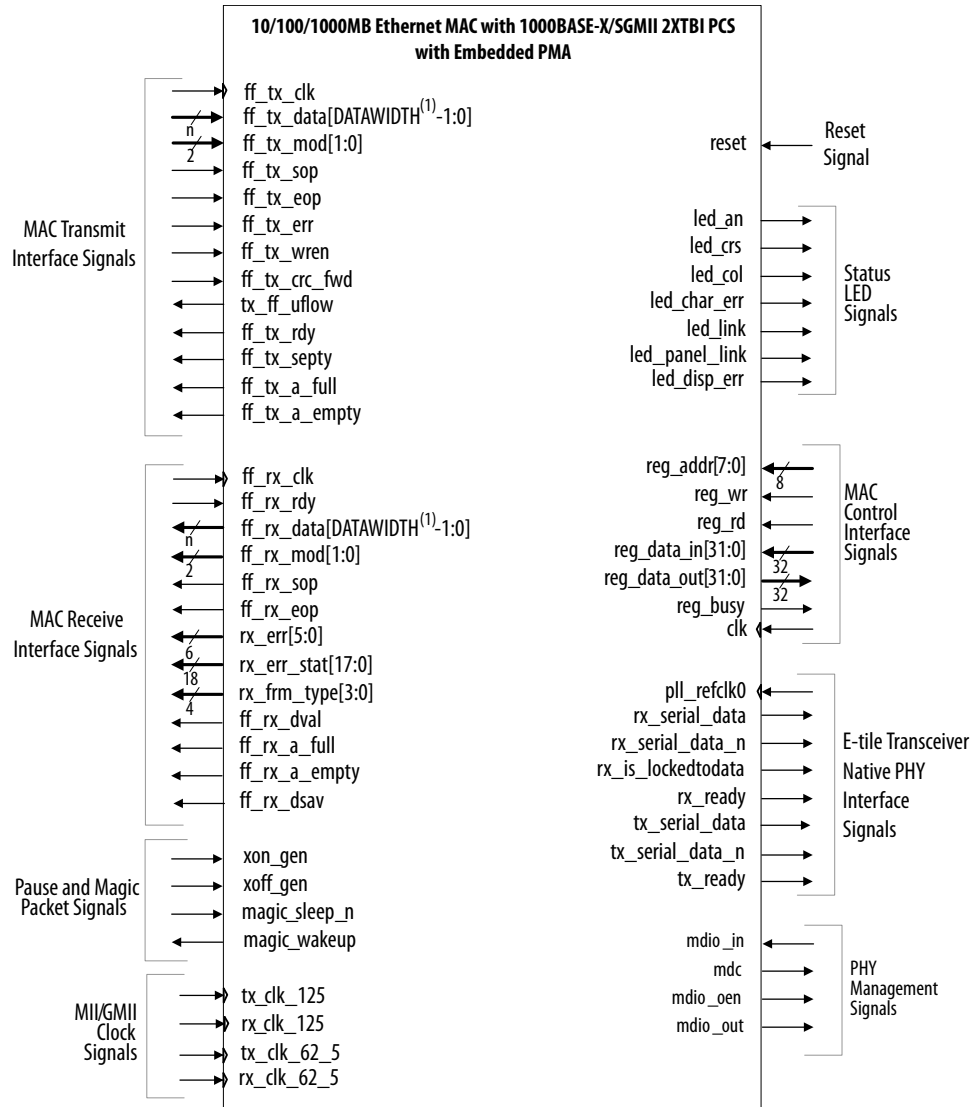 10/100/1000MB Ethernet MAC with 1000BASE-X/SGMII 2XTBI PCS
with Embedded PMA
MAC Transmit
Interface Signals
ff_tx_clk
ff_tx_data[DATAWIDTH(1)-1:0]
n
ff_tx_mod[1:0]
2
ff_tx_sop
ff_tx_eop
ff_tx_err
ff_tx_wren
ff_tx_crc_fwd
tx_ff_uflow
ff_tx_rdy
ff_tx_septy
ff_tx_a_full
ff_tx_a_empty
MAC Receive
Interface Signals
ff_rx_clk
ff_rx_rdy
ff_rx_data[DATAWIDTH(1)-1:0]
n
ff_rx_mod[1:0]
2
ff_rx_sop
ff_rx_eop
rx_err[5:0]
6
rx_err_stat[17:0]
18
rx_frm_type[3:0]
4
ff_rx_dval
ff_rx_a_full
ff_rx_a_empty
ff_rx_dsav
Pause and Magic
Packet Signals
xon_gen
xoff_gen
magic_sleep_n
magic_wakeup
MII/GMII
Clock
Signals
tx_clk_125
rx_clk_125
tx_clk_62_5
rx_clk_62_5
reset
Reset
Signal
led_an
led_crs
led_col
led_char_err
led_link
led_panel_link
led_disp_err
Status
LED
Signals
reg_addr[7:0]
8
reg_wr
reg_rd
reg_data_in[31:0]
32
reg_data_out[31:0]
32
reg_busy
clk
MAC
Control
Interface
Signals
pll_refclk0
rx_serial_data
rx_serial_data_n
rx_is_lockedtodata
rx_ready
tx_serial_data
tx_serial_data_n
tx_ready
E-tile Transceiver
Native PHY
Interface
Signals
mdio_in
mdc
mdio_oen
mdio_out
PHY
Management
Signals